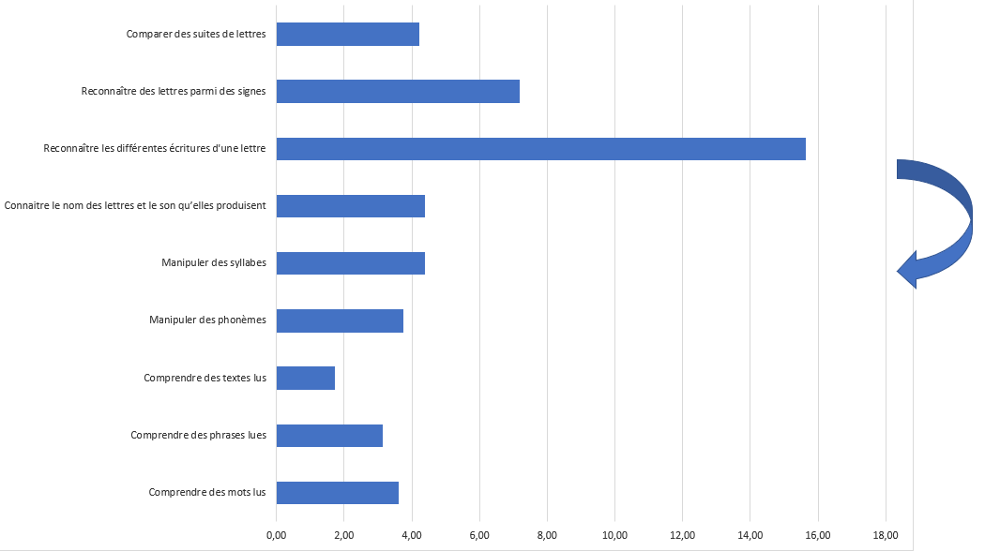 Comparer des suites de lettres
Reconnaître des lettres parmi des signes
Reconnaître les différentes écritures d'une lettre
Connaitre le nom des lettres et le son qu’elles produisent
Manipuler des syllabes
Manipuler des phonèmes
Comprendre des textes lus
Comprendre des phrases lues
Comprendre des mots lus
0,00 2,00 4,00 6,00 8,00 10,00 12,00 14,00 16,00 18,00